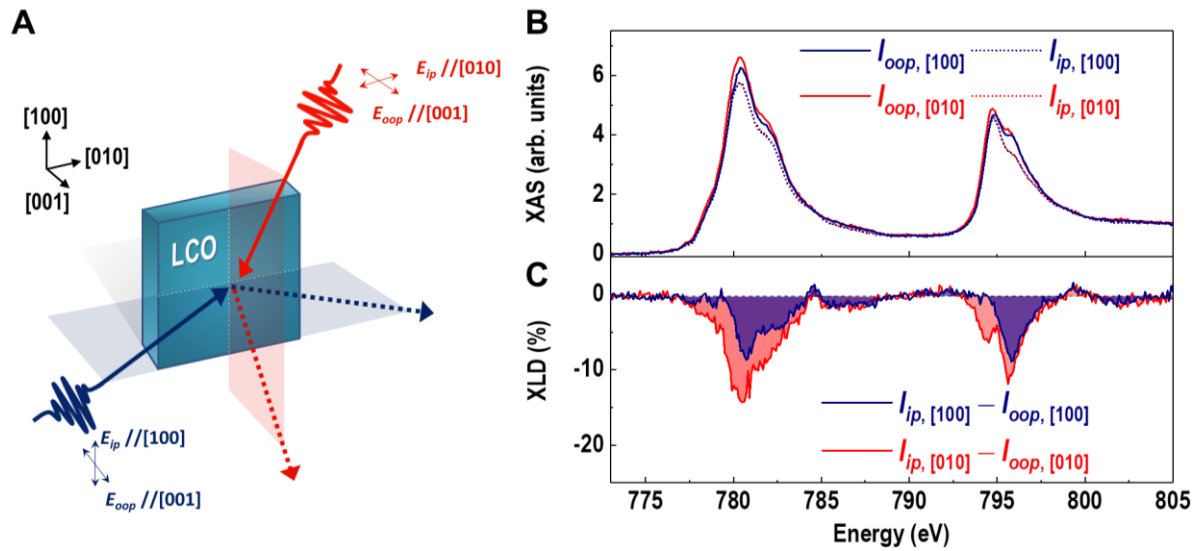 A
E_ip //[010]
E_oop //[001]
[100]
[010]
[001]
LCO
E_ip //[100]
E_oop //[001]
B
XAS (arb. units)
6
4
2
0
I_oop, [100] I_ip, [100]
I_oop, [010] I_ip, [010]
C
XLD (%)
0
-10
-20
I_ip, [100] — I_oop, [100]
I_ip, [010] — I_oop, [010]
775 780 785 790 795 800 805
Energy (eV)